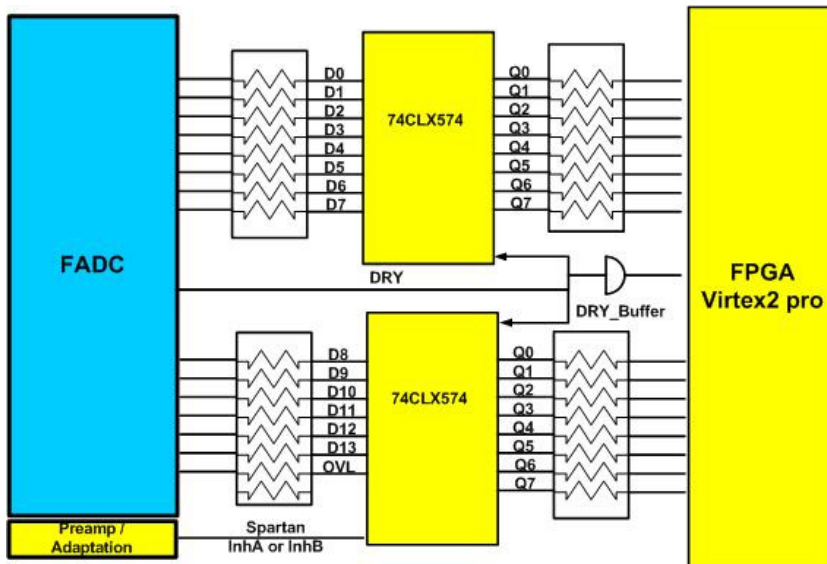 FADC
D0
D1
D2
D3
D4
D5
D6
D7
74CLX574
Q0
Q1
Q2
Q3
Q4
Q5
Q6
Q7
DRY
DRY_Buffer
FPGA
Virtex2 pro
D8
D9
D10
D11
D12
D13
OVL
74CLX574
Q0
Q1
Q2
Q3
Q4
Q5
Q6
Q7
Preamp /
Adaptation
Spartan
InhA or InhB